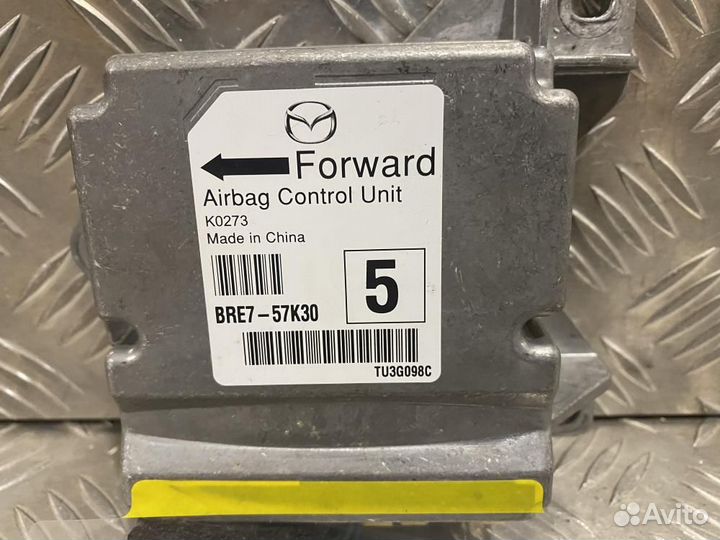 Forward
Airbag Control Unit
K0273
Made in China
5
BRE7-57K30
TU3G098C
Avito